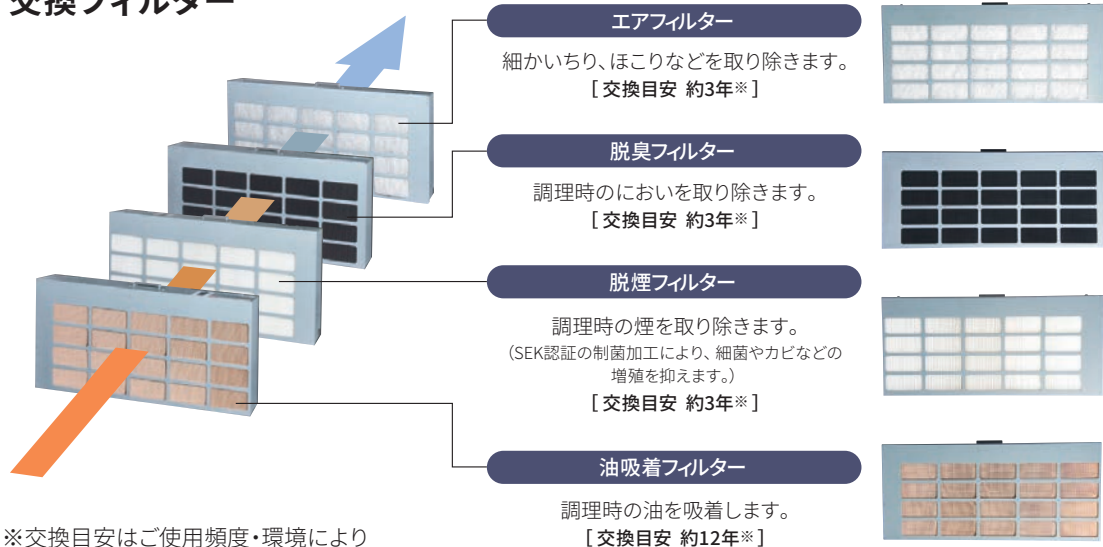 交換フィルター
エアフィルター
細かいちり、ほこりなどを取り除きます。
[ 交換目安 約3年※ ]
脱臭フィルター
調理時のにおいを取り除きます。
[ 交換目安 約3年※ ]
脱煙フィルター
調理時の煙を取り除きます。
(SEK認証の制菌加工により、細菌やカビなどの
増殖を抑えます。)
[ 交換目安 約3年※ ]
油吸着フィルター
調理時の油を吸着します。
[ 交換目安 約12年※ ]
※交換目安はご使用頻度・環境により